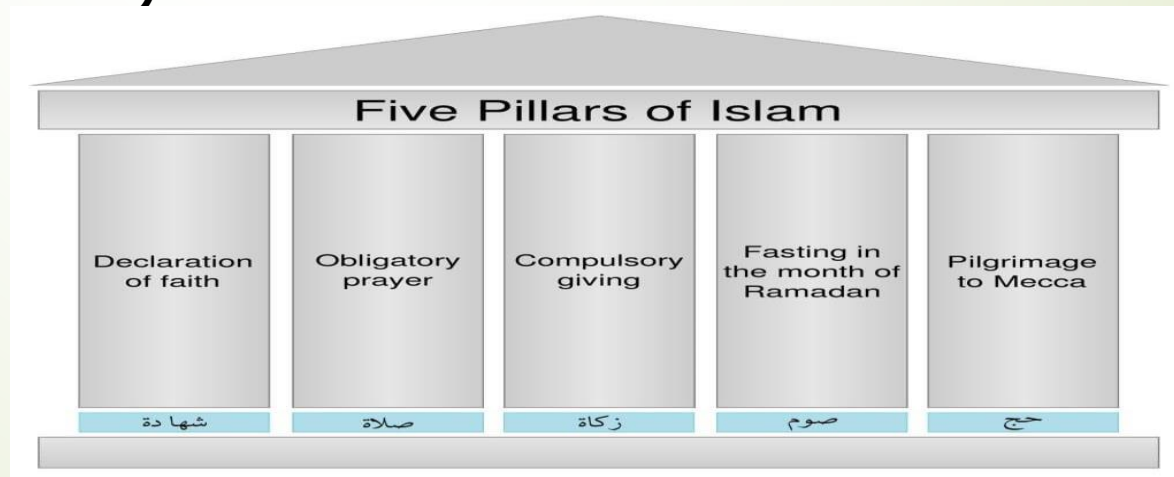 Five Pillars of Islam
Declaration
of faith
Obligatory
prayer
Compulsory
giving
Fasting in
the month of
Ramadan
Pilgrimage
to Mecca
شهادة
صلاة
زكاة
صوم
حج